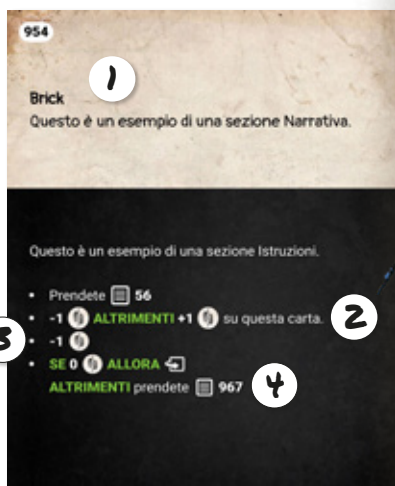 954
1
Brick
Questo è un esempio di una sezione Narrativa.
Questo è un esempio di una sezione Istruzioni.
• Prendete 56
• -1 ALTRIMENTI +1 su questa carta.
2
3
• -1
• SE 0 ALLORA
ALTRIMENTI prendete 967
4